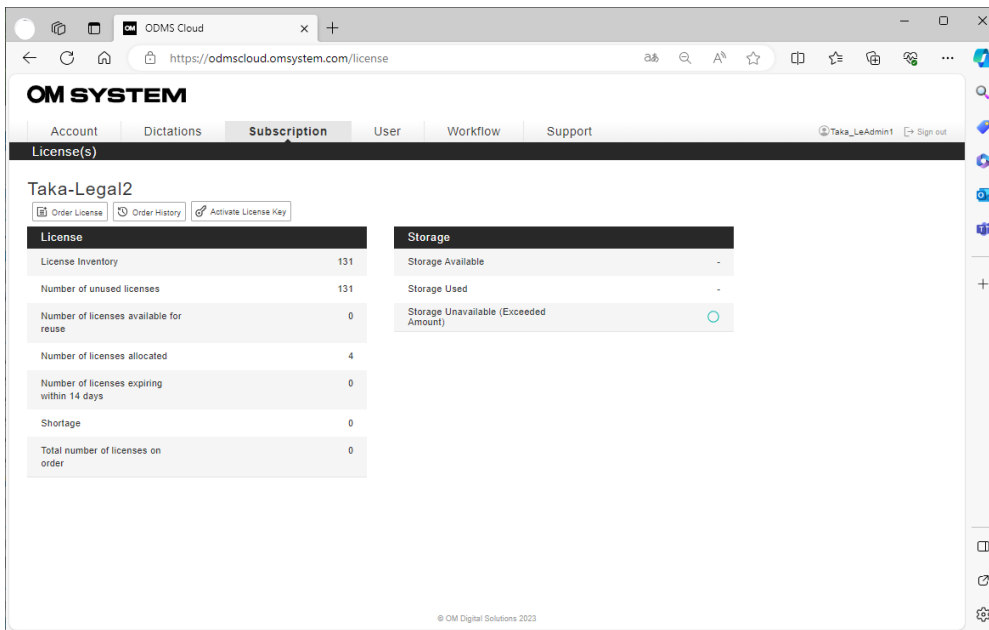 OM ODMS Cloud
https://odmscloud.omsystem.com/license
OM SYSTEM
Account Dictations Subscription User Workflow Support Taka_LeAdmin1 Sign out
License(s)
Taka-Legal2
Order License Order History Activate License Key
License
License Inventory 131
Number of unused licenses 131
Number of licenses available for
reuse 0
Number of licenses allocated 4
Number of licenses expiring
within 14 days 0
Shortage 0
Total number of licenses on
order 0
Storage
Storage Available -
Storage Used -
Storage Unavailable (Exceeded
Amount)
© OM Digital Solutions 2023